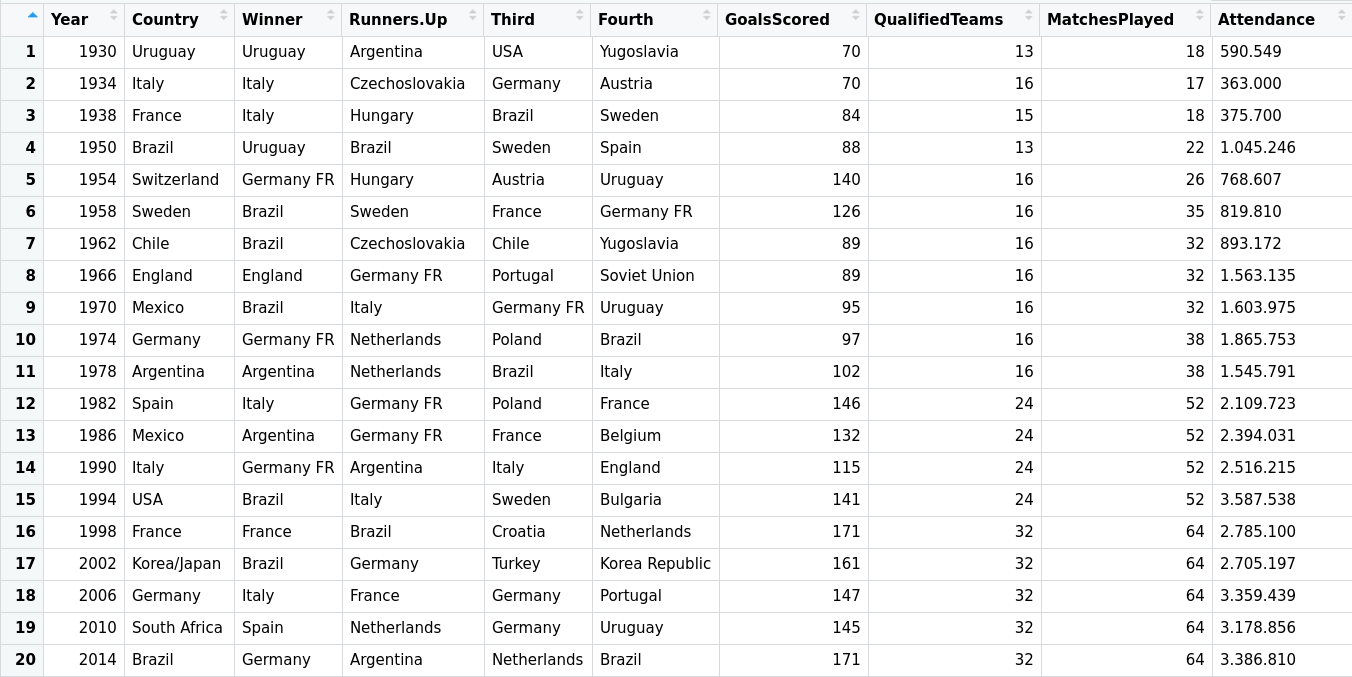 Year Country Winner Runners.Up Third Fourth GoalsScored QualifiedTeams MatchesPlayed Attendance
1 1930 Uruguay Uruguay Argentina USA Yugoslavia 70 13 18 590.549
2 1934 Italy Italy Czechoslovakia Germany Austria 70 16 17 363.000
3 1938 France Italy Hungary Brazil Sweden 84 15 18 375.700
4 1950 Brazil Uruguay Brazil Sweden Spain 88 13 22 1.045.246
5 1954 Switzerland Germany FR Hungary Austria Uruguay 140 16 26 768.607
6 1958 Sweden Brazil Sweden France Germany FR 126 16 35 819.810
7 1962 Chile Brazil Czechoslovakia Chile Yugoslavia 89 16 32 893.172
8 1966 England England Germany FR Portugal Soviet Union 89 16 32 1.563.135
9 1970 Mexico Brazil Italy Germany FR Uruguay 95 16 32 1.603.975
10 1974 Germany Germany FR Netherlands Poland Brazil 97 16 38 1.865.753
11 1978 Argentina Argentina Netherlands Brazil Italy 102 16 38 1.545.791
12 1982 Spain Italy Germany FR Poland France 146 24 52 2.109.723
13 1986 Mexico Argentina Germany FR France Belgium 132 24 52 2.394.031
14 1990 Italy Germany FR Argentina Italy England 115 24 52 2.516.215
15 1994 USA Brazil Italy Sweden Bulgaria 141 24 52 3.587.538
16 1998 France France Brazil Croatia Netherlands 171 32 64 2.785.100
17 2002 Korea/Japan Brazil Germany Turkey Korea Republic 161 32 64 2.705.197
18 2006 Germany Italy France Germany Portugal 147 32 64 3.359.439
19 2010 South Africa Spain Netherlands Germany Uruguay 145 32 64 3.178.856
20 2014 Brazil Germany Argentina Netherlands Brazil 171 32 64 3.386.810